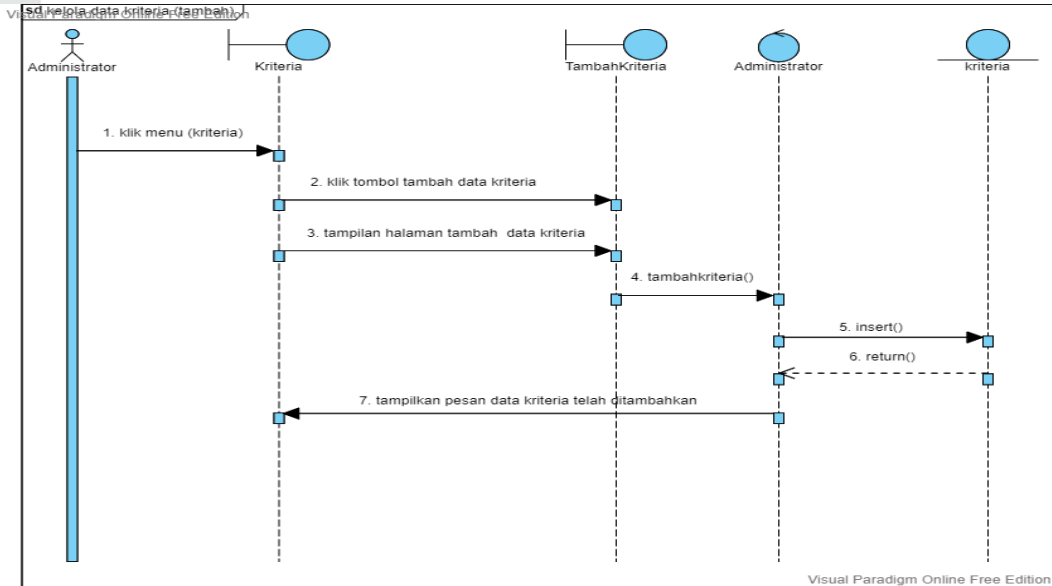 sd kelola data kriteria (tambah)
Visual Paradigm Online Free Edition
Administrator
Kriteria
TambahKriteria
Administrator
kriteria
1. klik menu (kriteria)
2. klik tombol tambah data kriteria
3. tampilan halaman tambah data kriteria
4. tambahkriteria()
5. insert()
6. return()
7. tampilkan pesan data kriteria telah ditambahkan
Visual Paradigm Online Free Edition